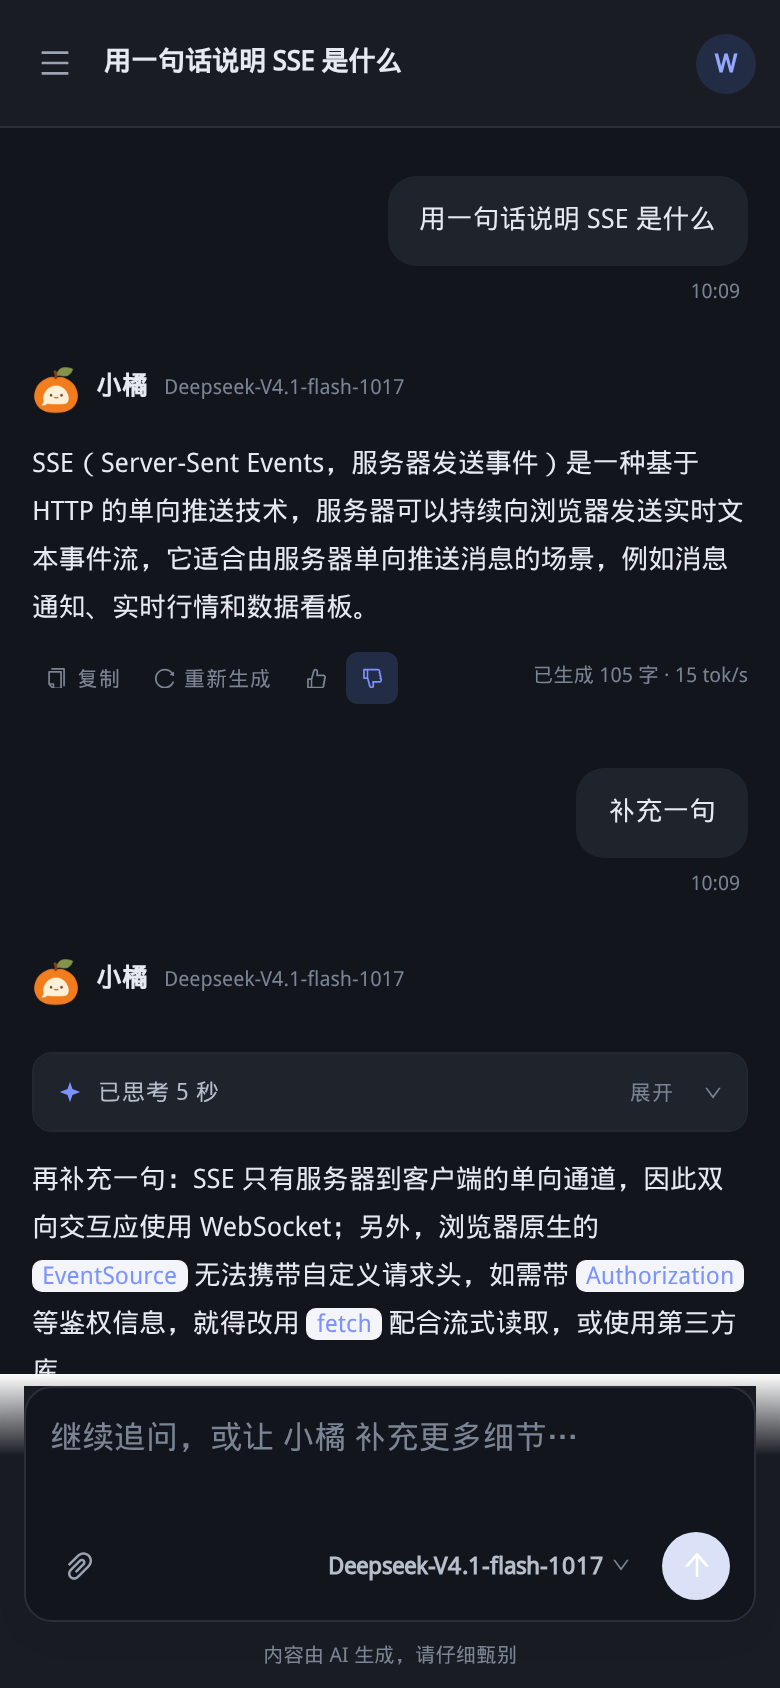 用一句话说明 SSE 是什么
W
用一句话说明 SSE 是什么
10:09
小橘 Deepseek-V4.1-flash-1017
SSE（Server-Sent Events，服务器发送事件）是一种基于
HTTP 的单向推送技术，服务器可以持续向浏览器发送实时文
本事件流，它适合由服务器单向推送消息的场景，例如消息
通知、实时行情和数据看板。
复制 重新生成 已生成 105 字 · 15 tok/s
补充一句
10:09
小橘 Deepseek-V4.1-flash-1017
已思考 5 秒 展开
再补充一句：SSE 只有服务器到客户端的单向通道，因此双
向交互应使用 WebSocket；另外，浏览器原生的
EventSource 无法携带自定义请求头，如需带 Authorization
等鉴权信息，就得改用 fetch 配合流式读取，或使用第三方
库
继续追问，或让 小橘 补充更多细节…
Deepseek-V4.1-flash-1017
内容由 AI 生成，请仔细甄别